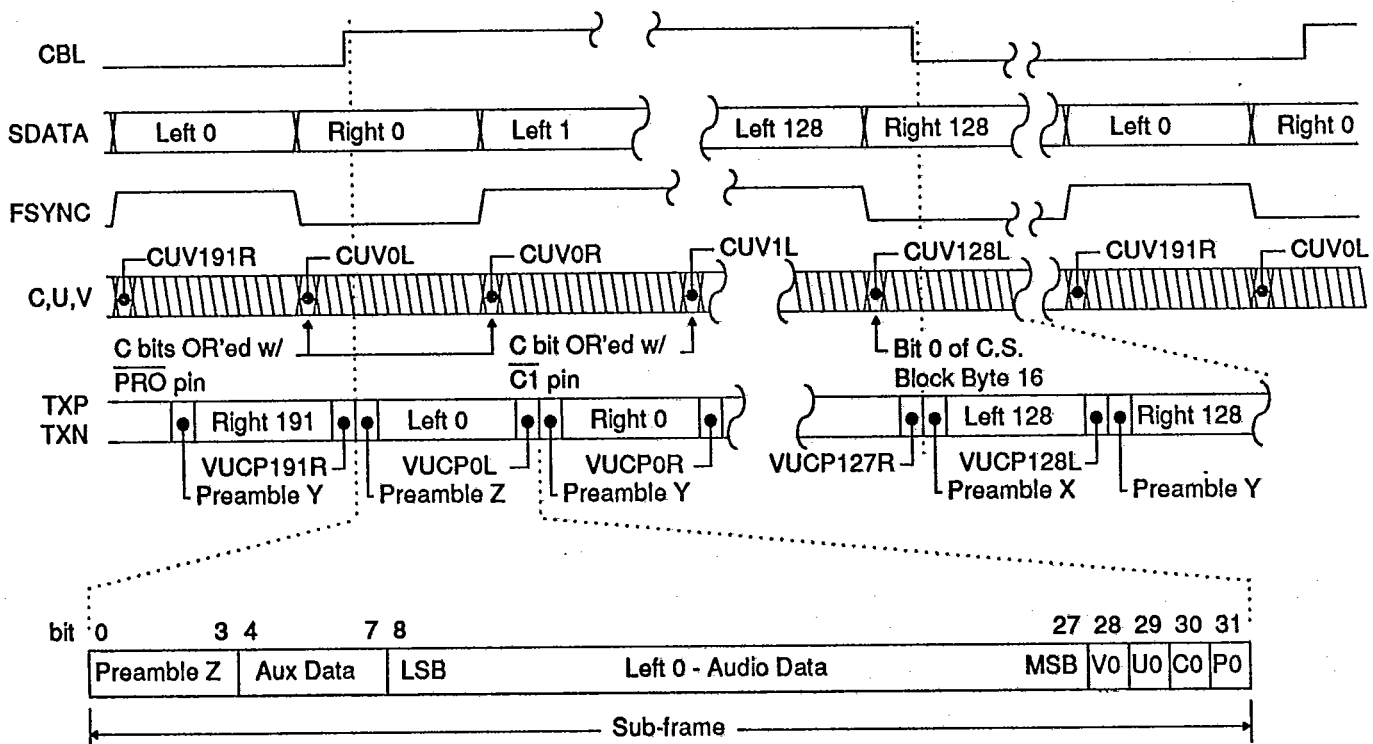 CBL
SDATA Left 0 Right 0 Left 1 Left 128 Right 128 Left 0 Right 0
FSYNC
CUV191R CUV0L CUV0R CUV1L CUV128L CUV191R CUV0L
C,U,V
C bits OR'ed w/ C bit OR'ed w/ Bit 0 of C.S.
PRO pin C1 pin Block Byte 16
TXP
TXN
Right 191 Left 0 Right 0 Left 128 Right 128
VUCP191R VUCP0L VUCP0R VUCP127R VUCP128L
Preamble Y Preamble Z Preamble Y Preamble X Preamble Y
bit 0 3 4 7 8 27 28 29 30 31
Preamble Z Aux Data LSB Left 0 - Audio Data MSB V0 U0 C0 P0
Sub-frame